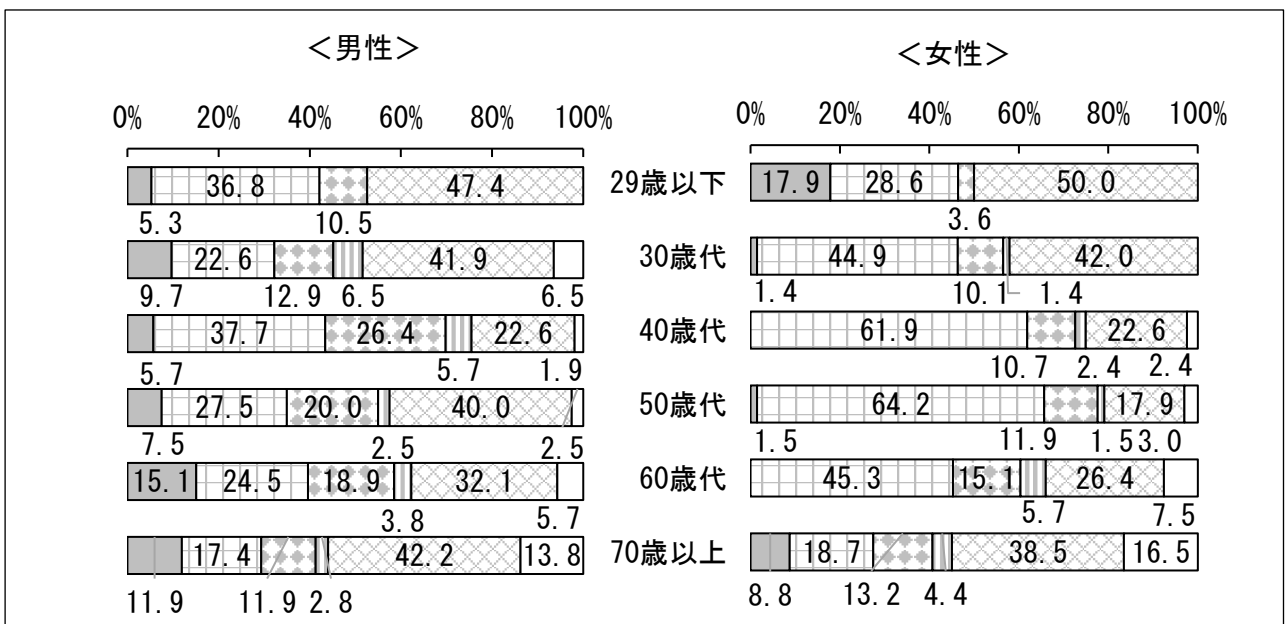 ＜男性＞ ＜女性＞
0% 20% 40% 60% 80% 100% 0% 20% 40% 60% 80% 100%
36.8 47.4 29歳以下 17.9 28.6 50.0
5.3 10.5 3.6
22.6 41.9 30歳代 44.9 42.0
9.7 12.9 6.5 6.5 1.4 10.1 1.4
37.7 26.4 22.6 40歳代 61.9 22.6
5.7 5.7 1.9 10.7 2.4 2.4
27.5 20.0 40.0 50歳代 64.2 17.9
7.5 2.5 2.5 1.5 11.9 1.5 3.0
15.1 24.5 18.9 32.1 60歳代 45.3 15.1 26.4
3.8 5.7 5.7 7.5
17.4 42.2 13.8 70歳以上 18.7 38.5 16.5
11.9 11.9 2.8 8.8 13.2 4.4